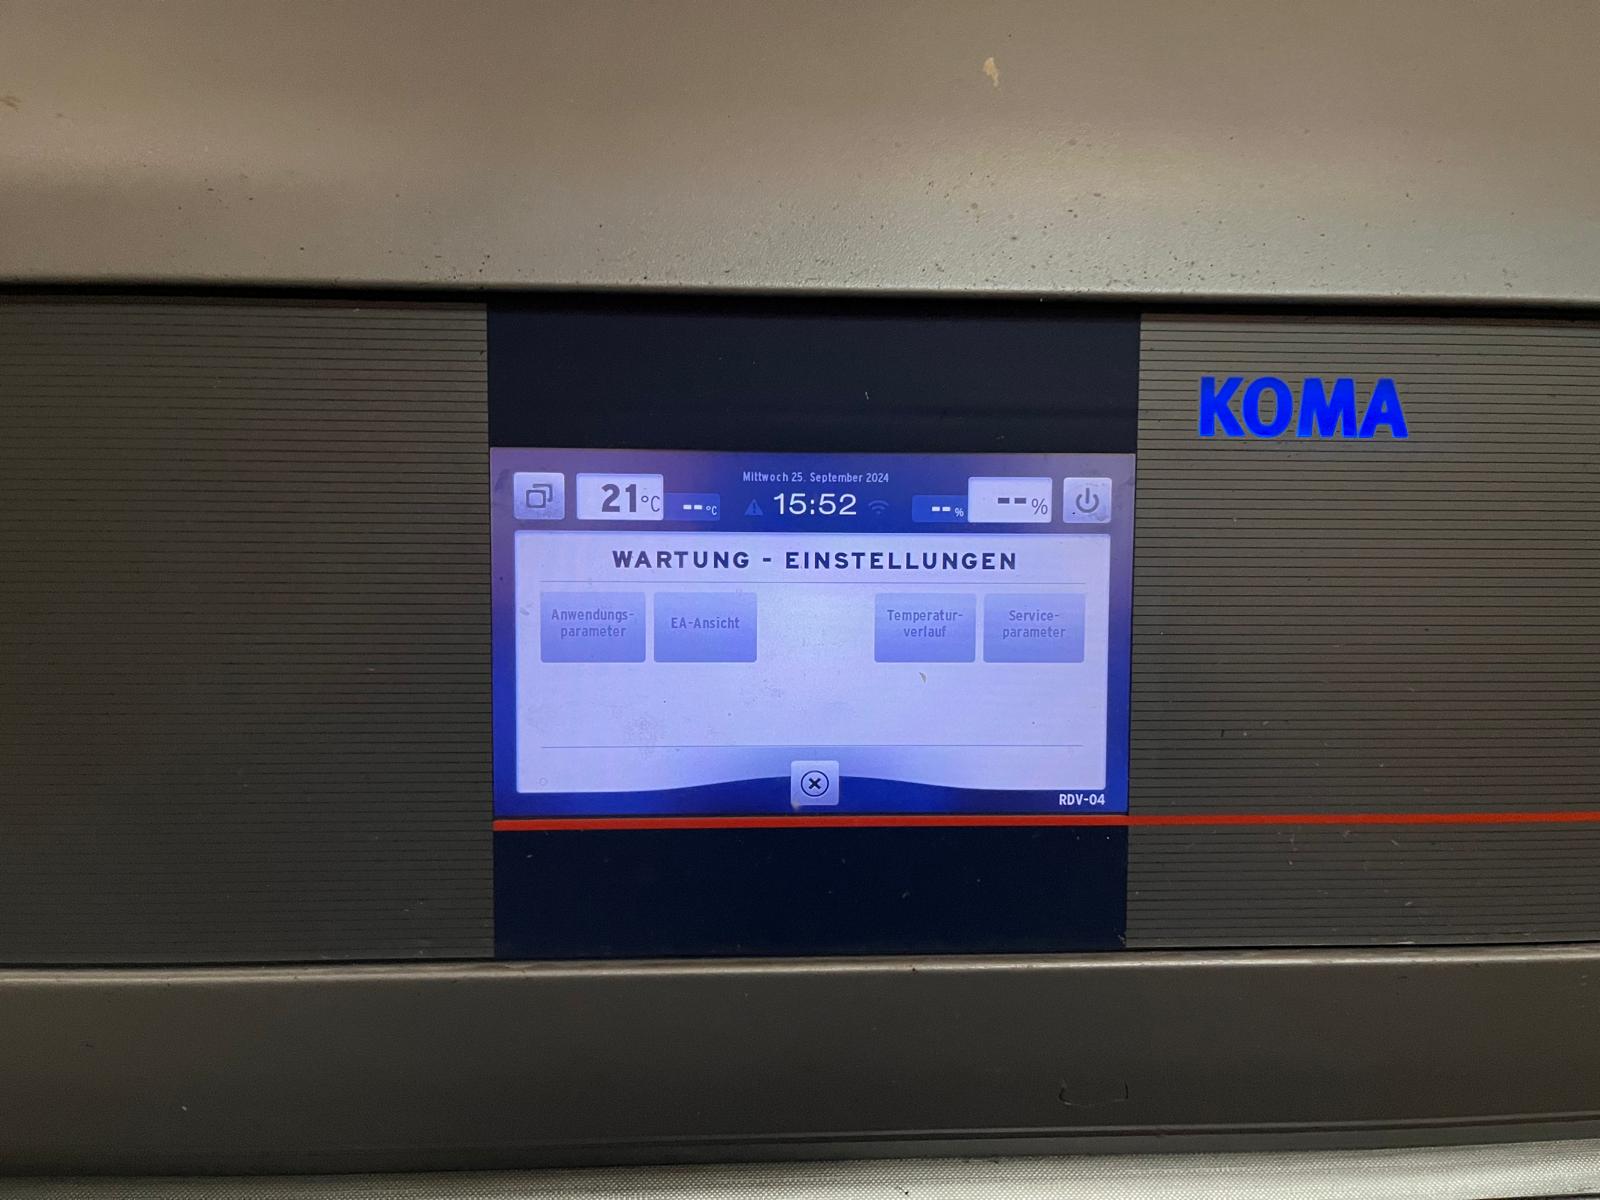 KOMA
Mittwoch 25. September 2024
21°C
--°C
15:52
--%
--%
WARTUNG - EINSTELLUNGEN
Anwendungs-
parameter
EA-Ansicht
Temperatur-
verlauf
Service-
parameter
RDV-04